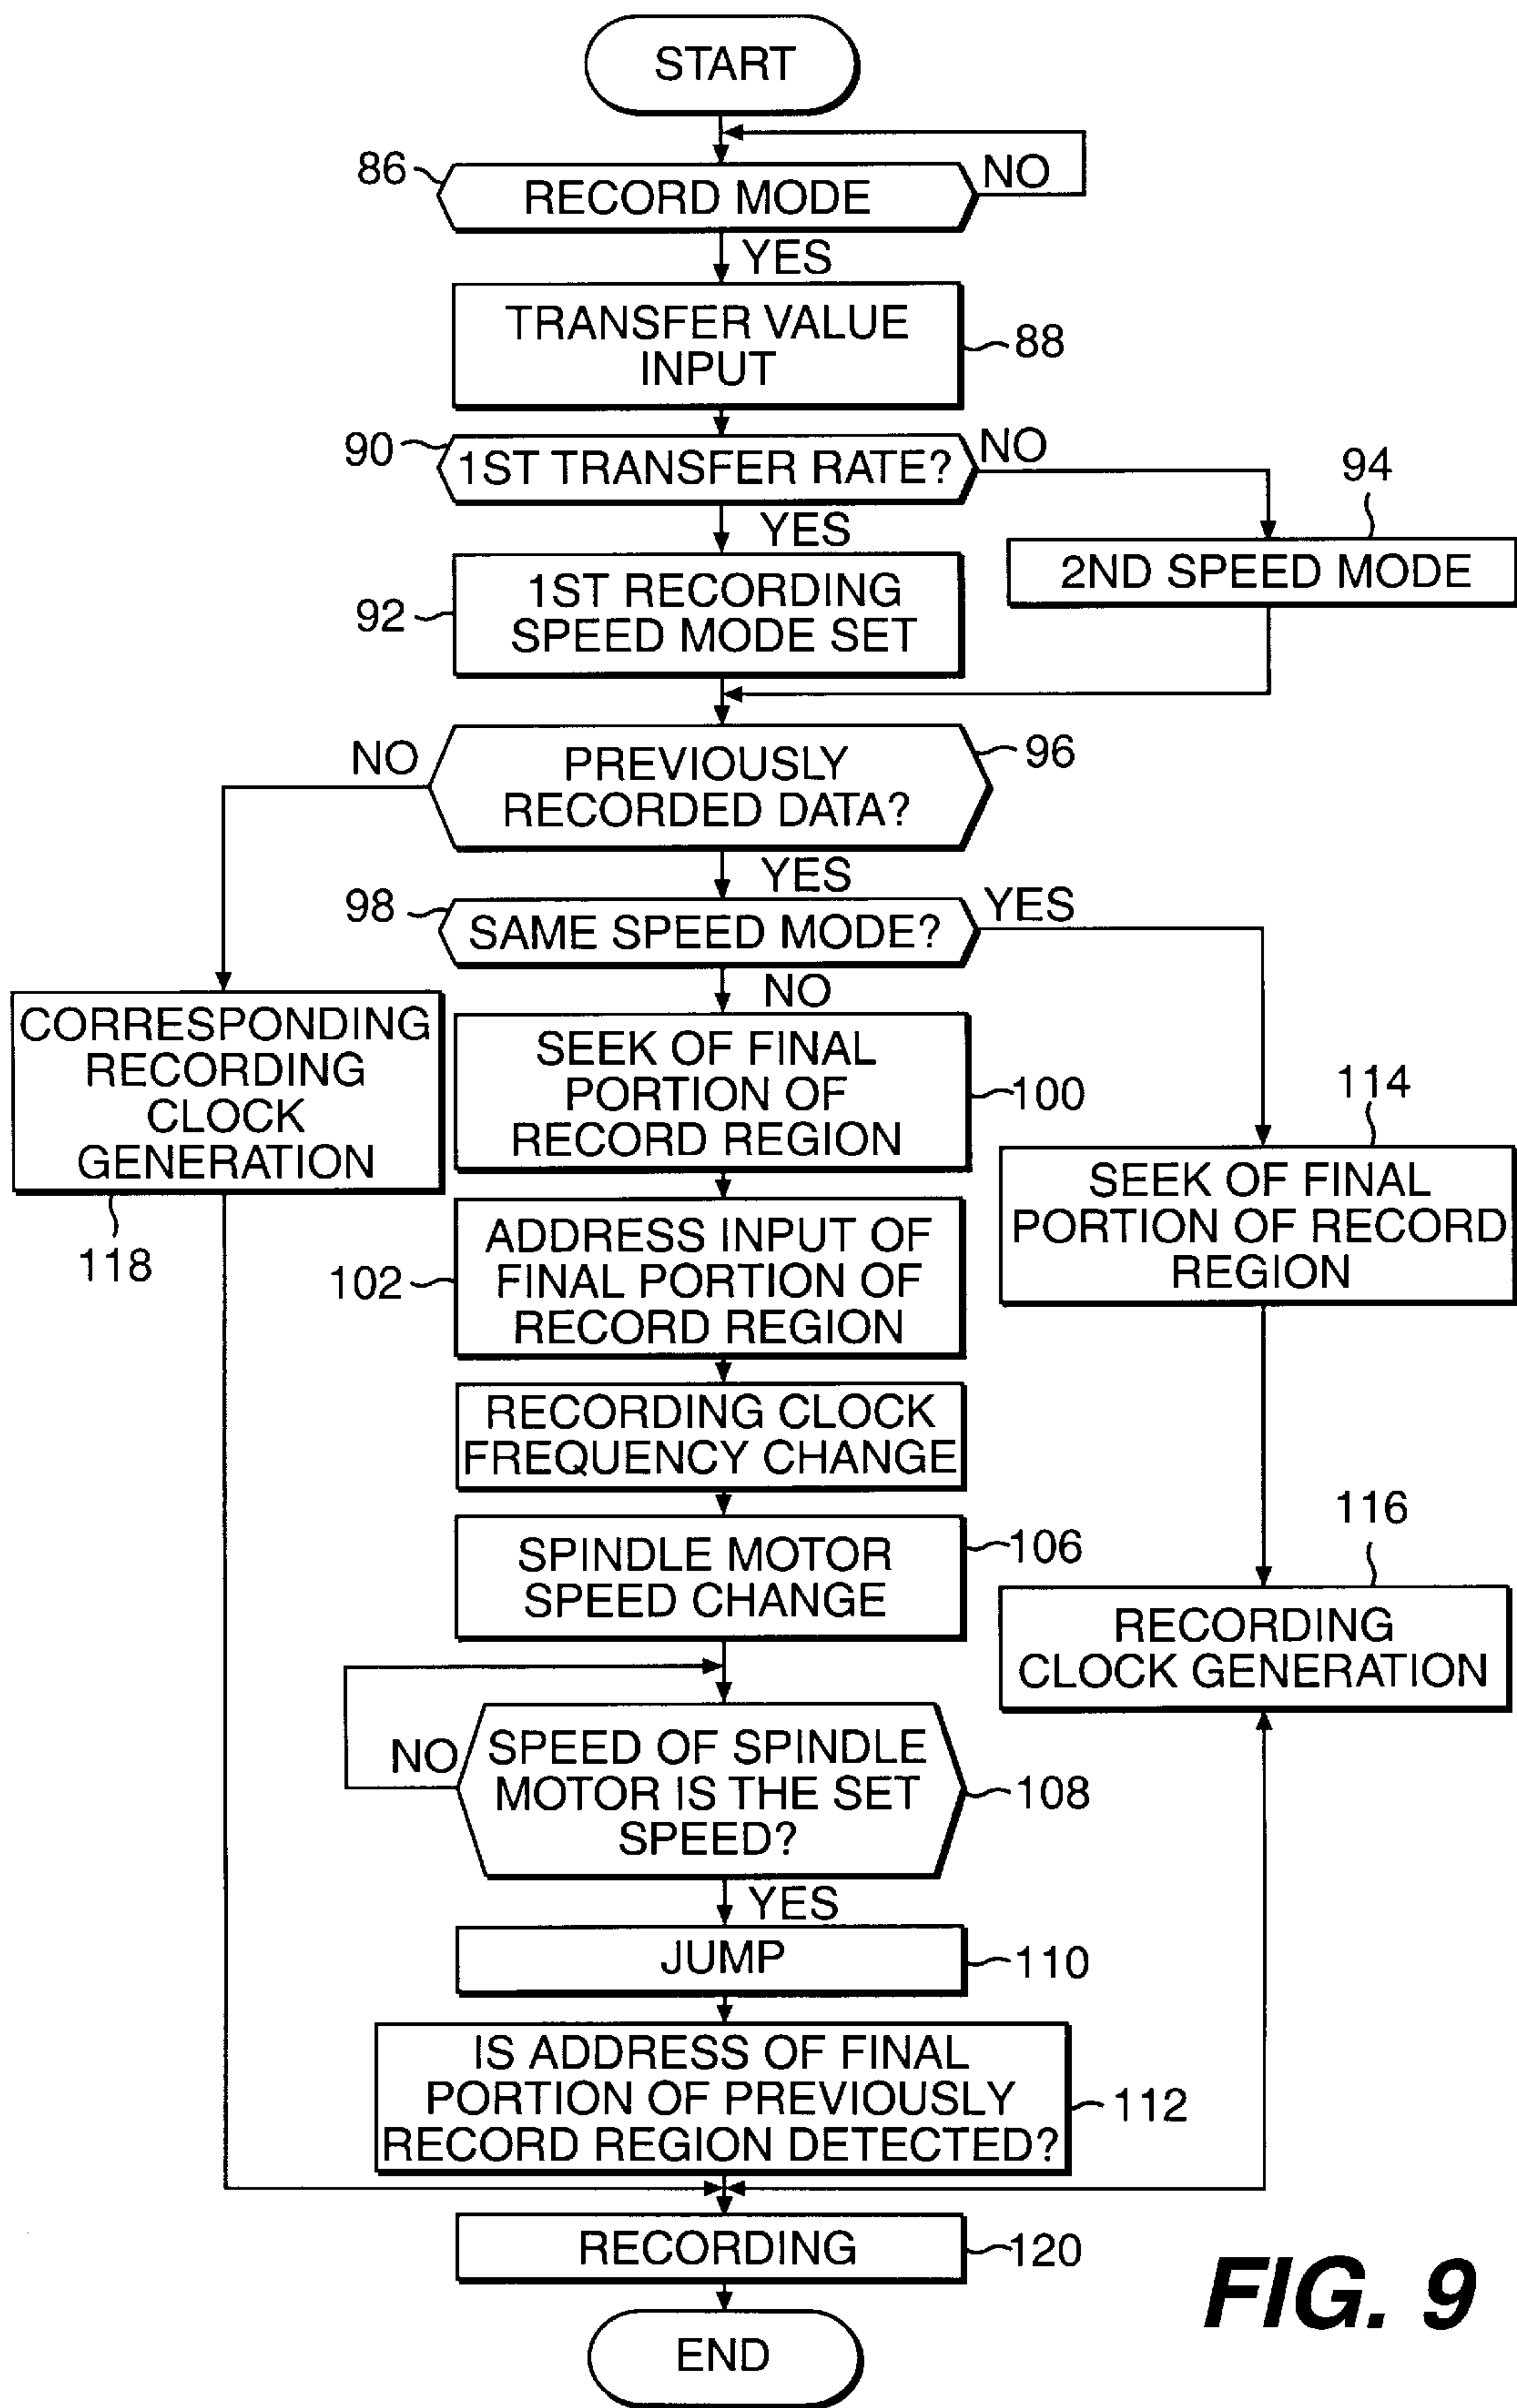 START
86
RECORD MODE
NO
YES
TRANSFER VALUE
INPUT
88
90
1ST TRANSFER RATE?
NO
94
YES
2ND SPEED MODE
92
1ST RECORDING
SPEED MODE SET
NO
PREVIOUSLY
RECORDED DATA?
96
YES
98
SAME SPEED MODE?
YES
NO
CORRESPONDING
RECORDING
CLOCK
GENERATION
118
SEEK OF FINAL
PORTION OF
RECORD REGION
100
114
SEEK OF FINAL
PORTION OF RECORD
REGION
102
ADDRESS INPUT OF
FINAL PORTION OF
RECORD REGION
RECORDING CLOCK
FREQUENCY CHANGE
SPINDLE MOTOR
SPEED CHANGE
106
116
RECORDING
CLOCK GENERATION
NO
SPEED OF SPINDLE
MOTOR IS THE SET
SPEED?
108
YES
JUMP
110
IS ADDRESS OF FINAL
PORTION OF PREVIOUSLY
RECORD REGION DETECTED?
112
RECORDING
120
END
FIG. 9